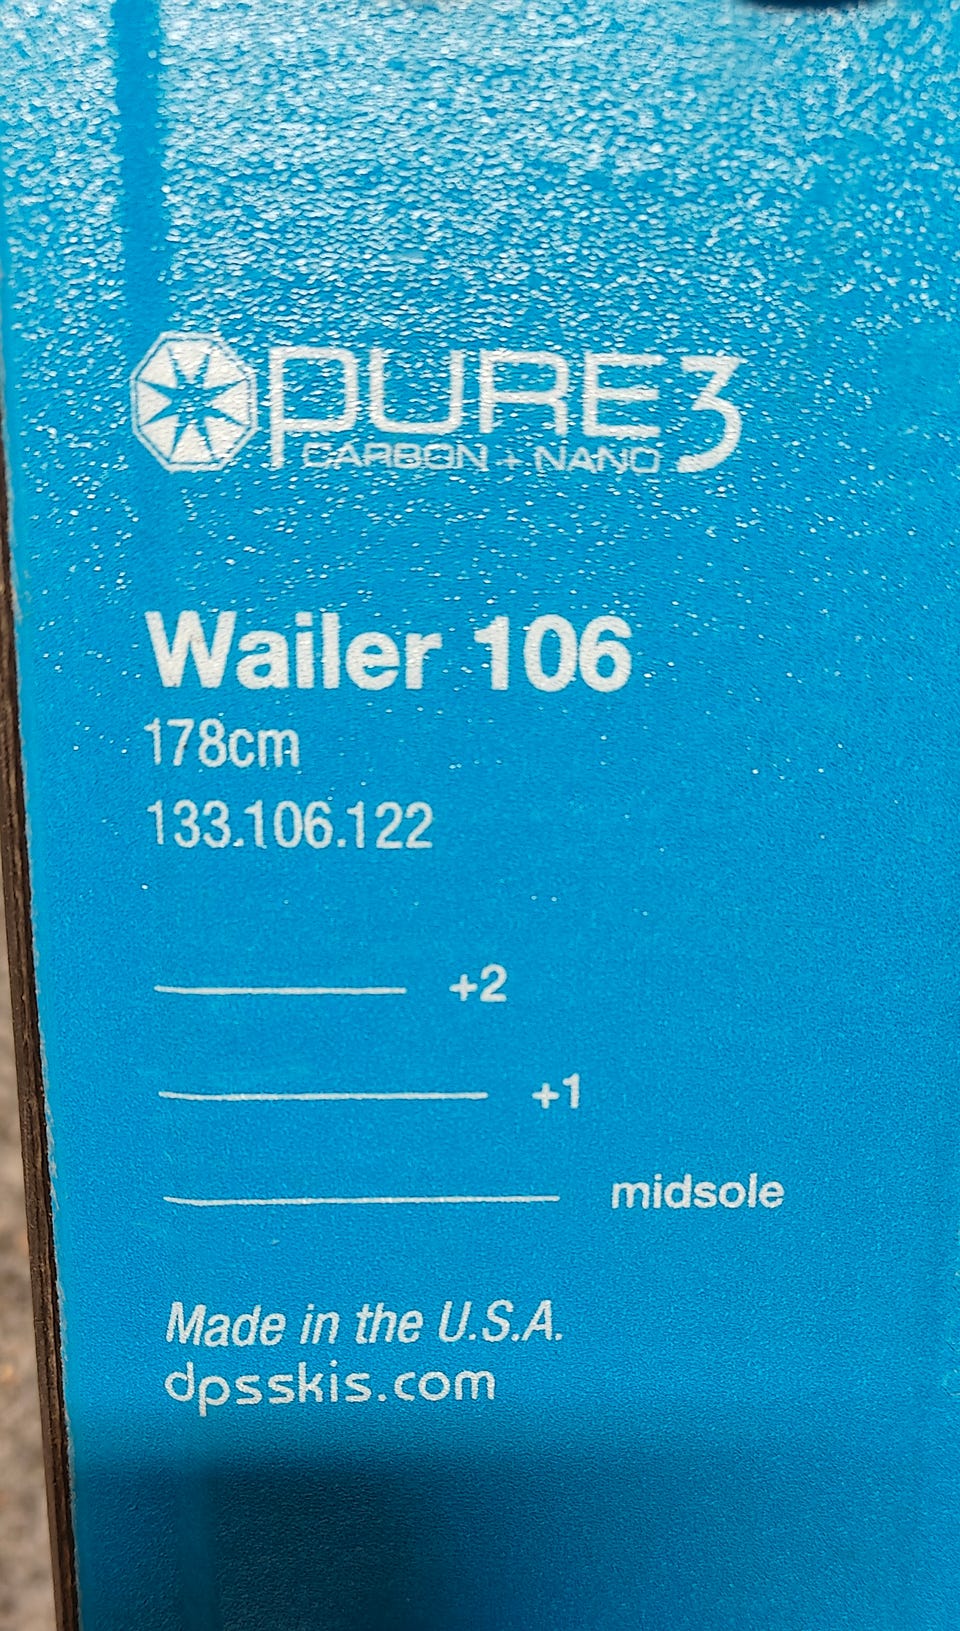 PURE3
CARBON + NANO
Wailer 106
178cm
133.106.122
+2
+1
midsole
Made in the U.S.A.
dpsskis.com